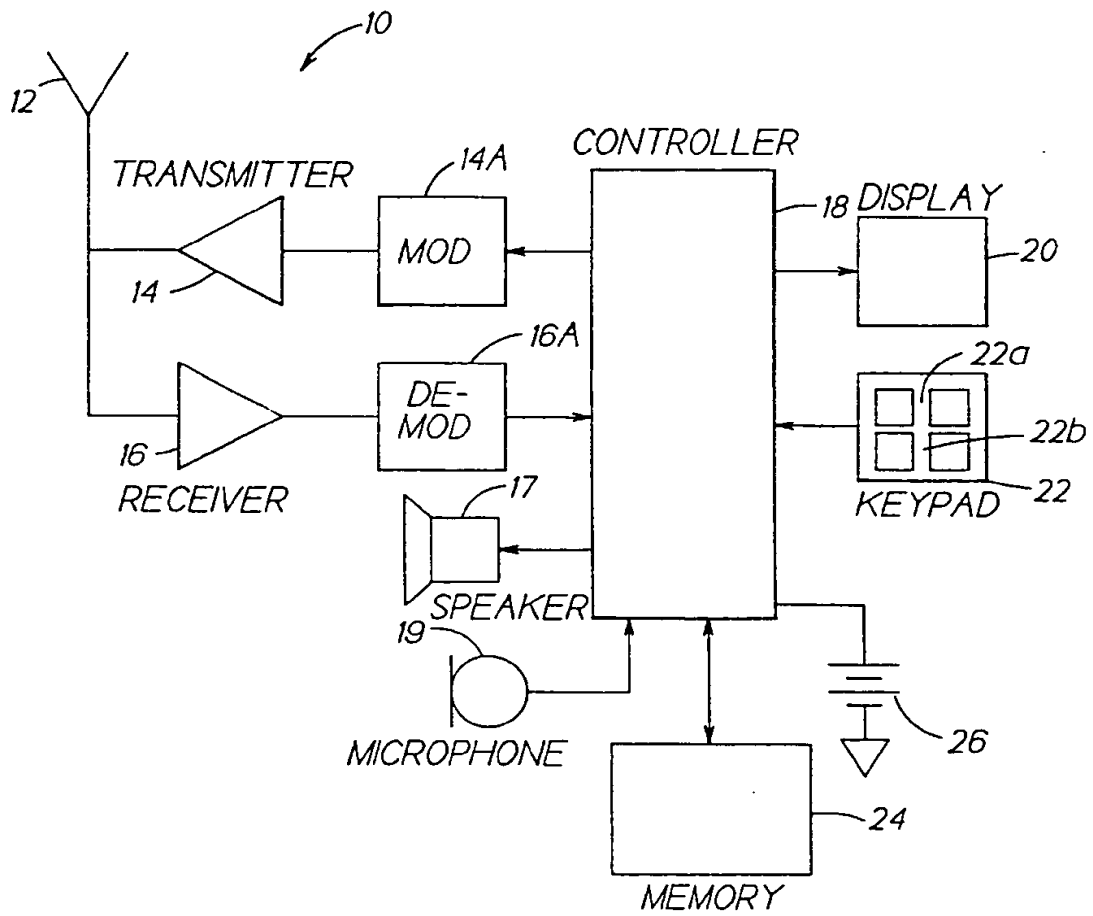 10
12
CONTROLLER
TRANSMITTER
14A
18
DISPLAY
MOD
20
14
16A
22a
DE-
MOD
22b
16
22
RECEIVER
17
KEYPAD
SPEAKER
19
26
MICROPHONE
24
MEMORY